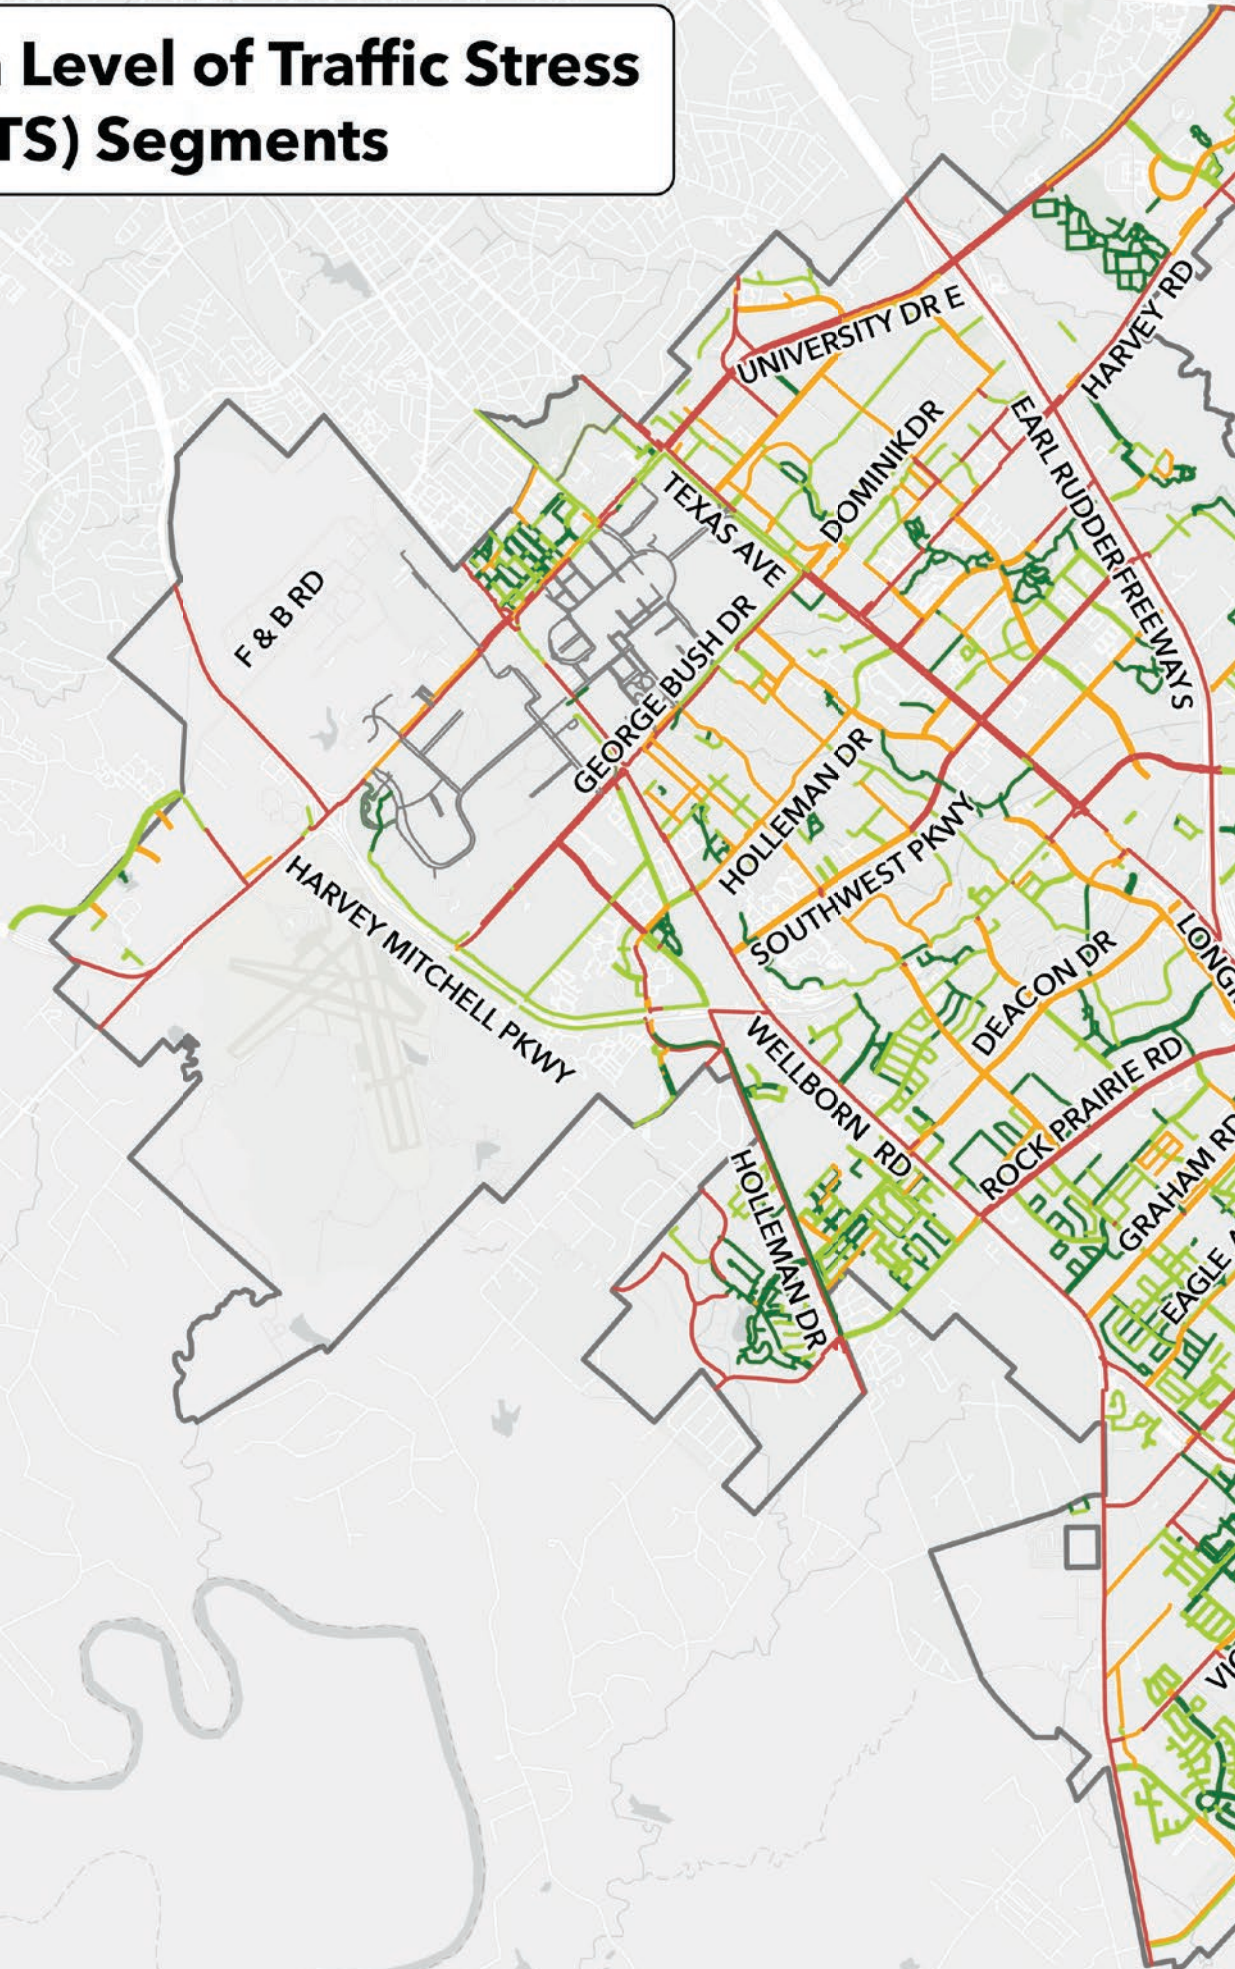 Level of Traffic Stress
TS) Segments
UNIVERSITY DR E
HARVEY RD
EARL RUDDER FREEWAY S
DOMINIK DR
TEXAS AVE
F & B RD
GEORGE BUSH DR
HOLLEMAN DR
SOUTHWEST PKWY
HARVEY MITCHELL PKWY
DEACON DR
WELLBORN RD
ROCK PRAIRIE RD
HOLLEMAN DR
GRAHAM RD
EAGLE